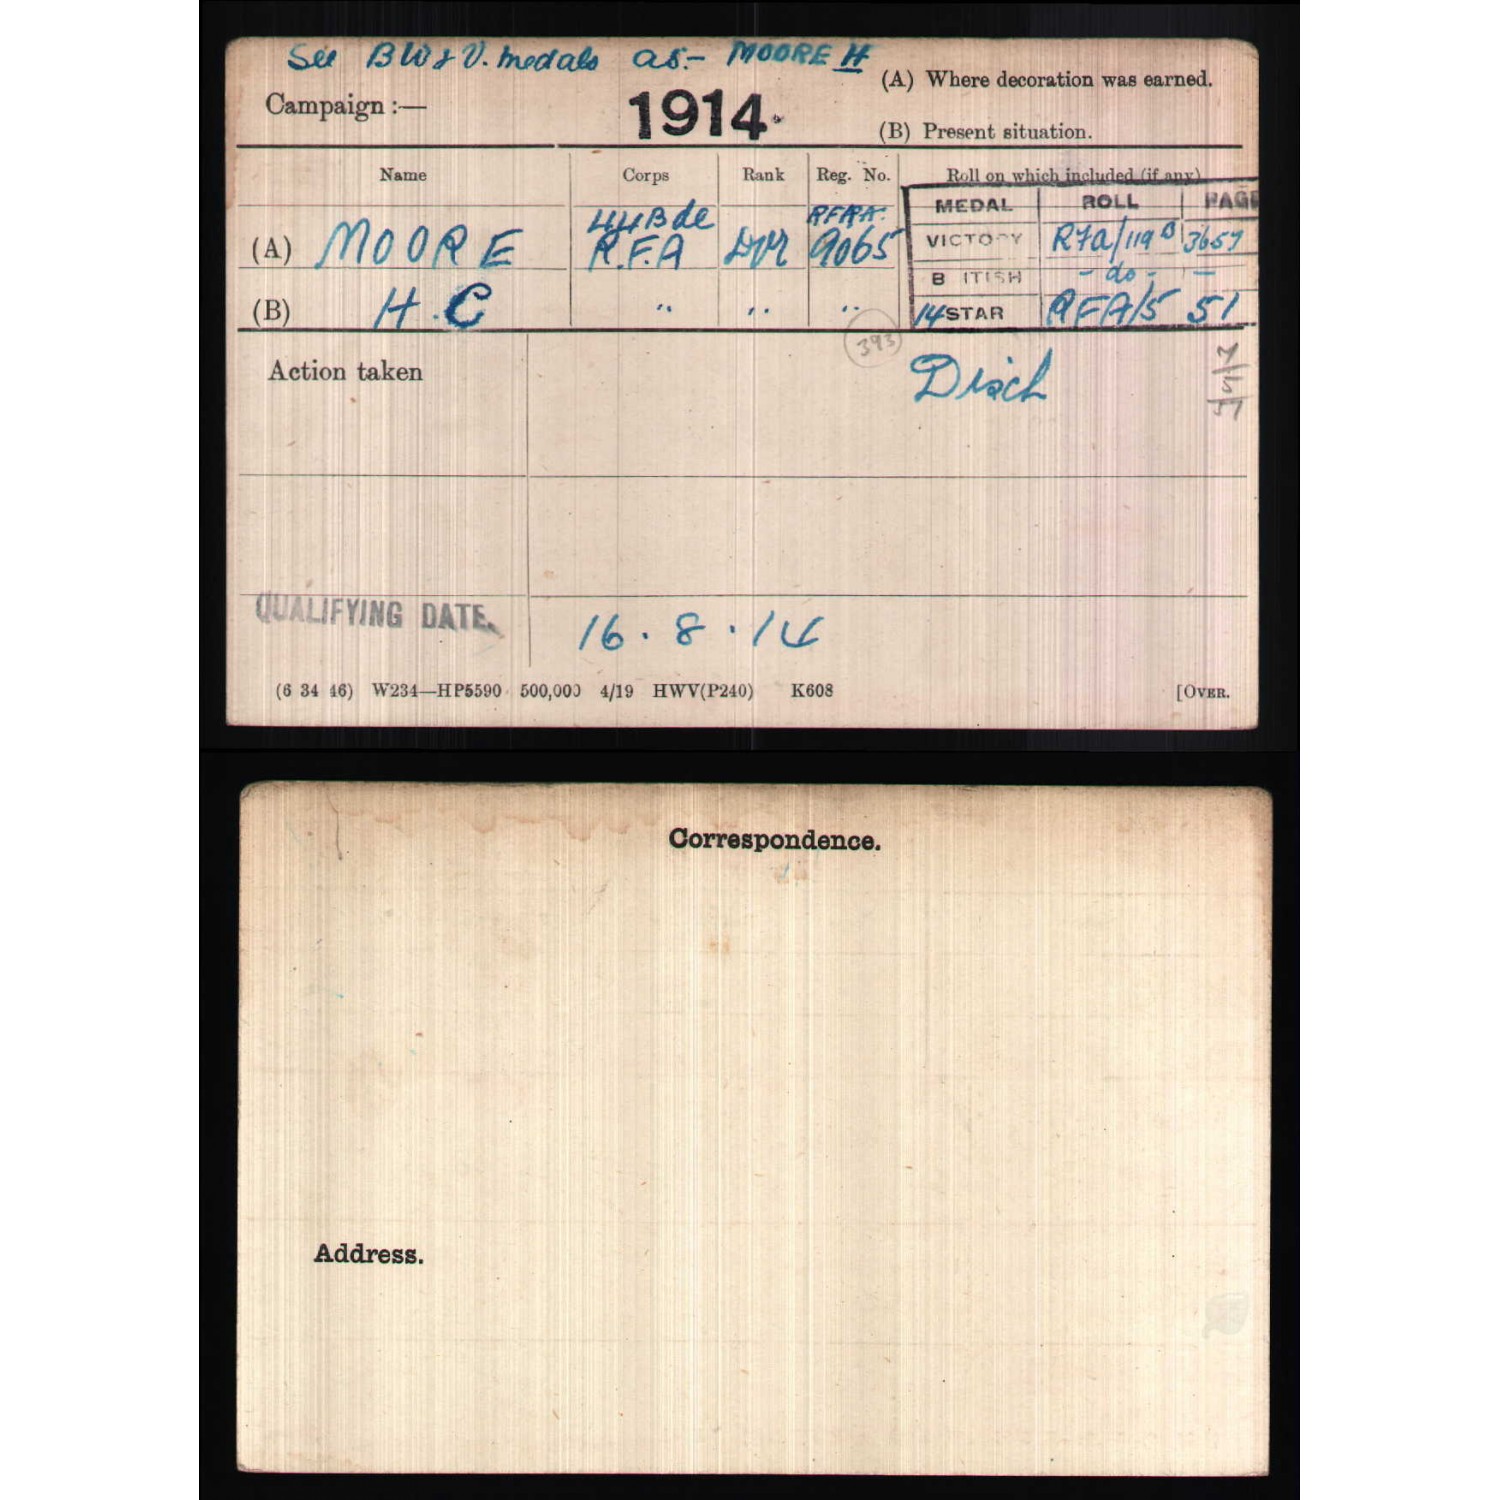 See BW & V. medals as:- MOORE H
(A) Where decoration was earned.
Campaign :—
1914.
(B) Present situation.
Name Corps Rank Reg. No. Roll on which included (if any)
MEDAL ROLL PAGE
44 Bde RFRA.
(A) MOORE R.F.A Dvr 9065 VICTORY RFA/119B 3657
BRITISH - do - -
(B) H.C " " " 14 STAR RFA/5 51
393
Action taken Disch
QUALIFYING DATE. 16.8.14
(6 34 46) W234—HP5590 500,000 4/19 HWV(P240) K608 [OVER.
Correspondence.
Address.